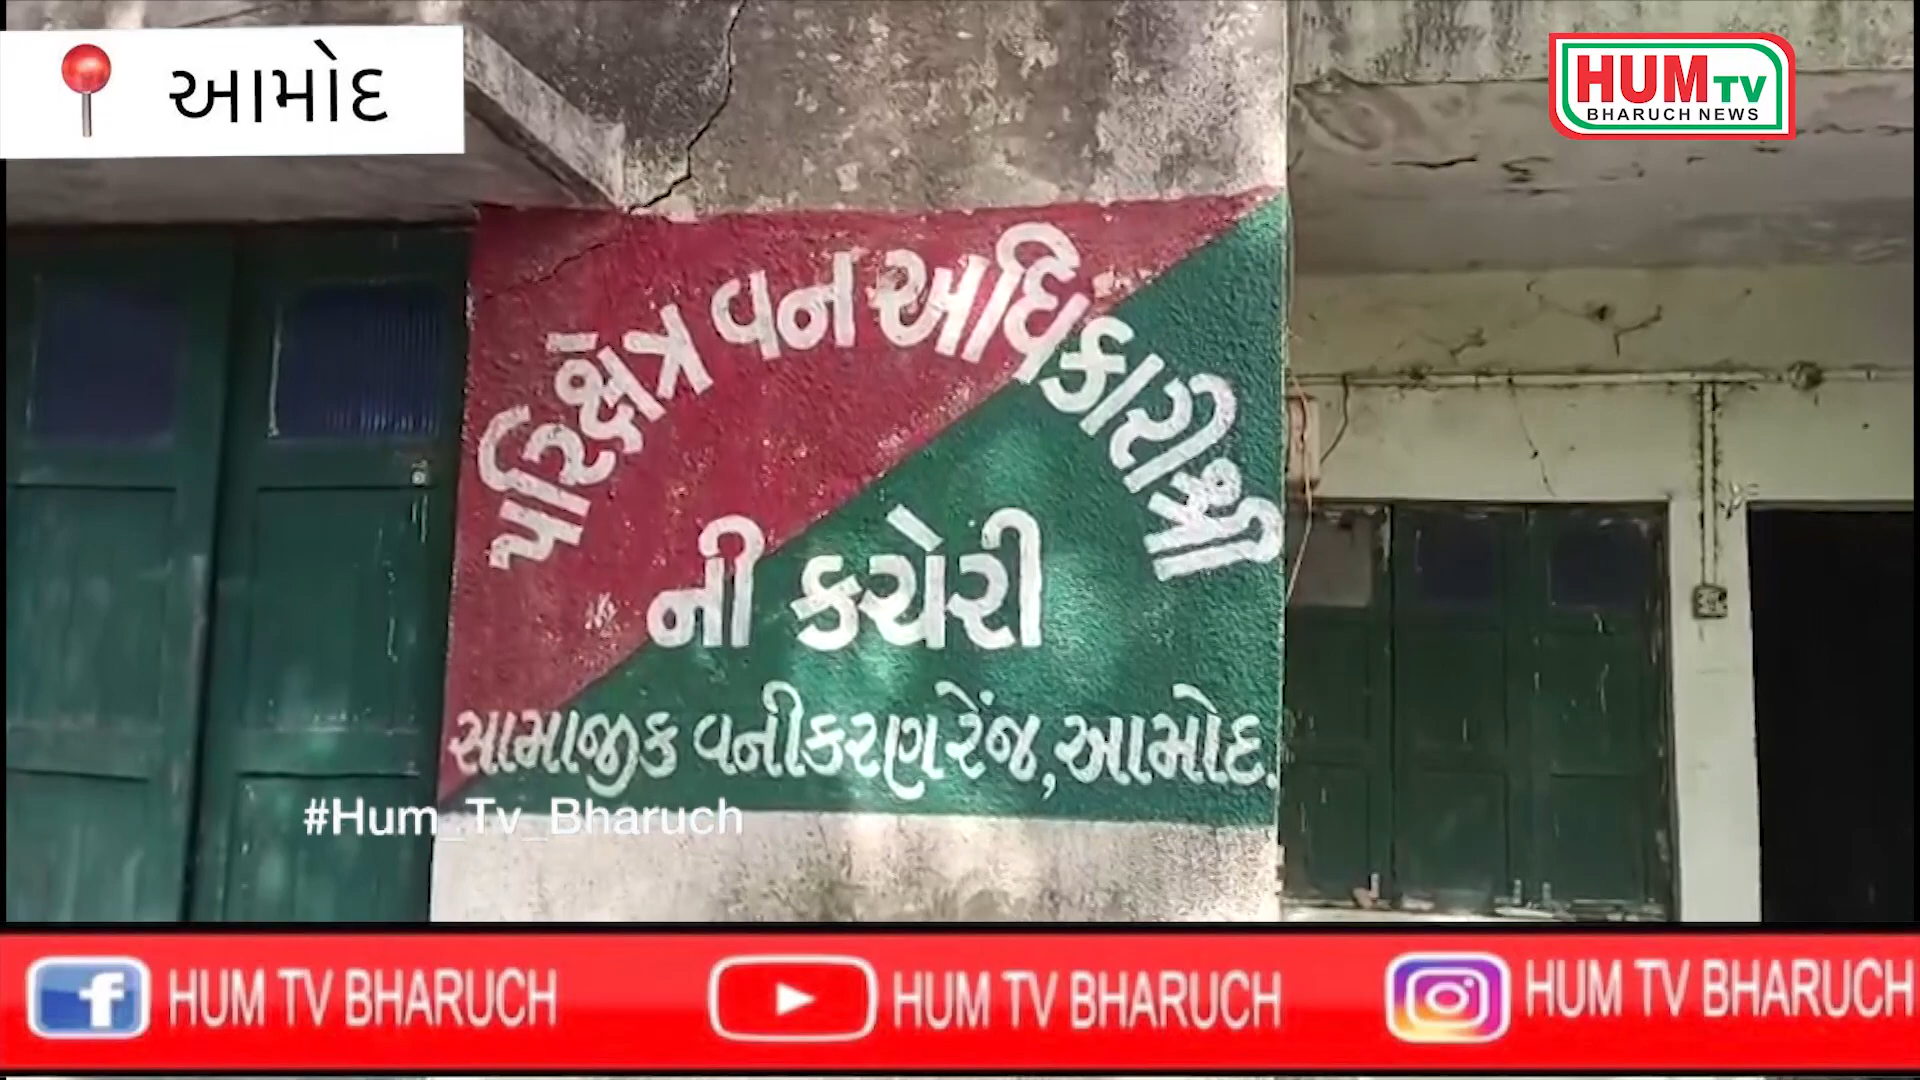 આમોદ
HUM TV
BHARUCH NEWS
પરિક્ષેત્ર વન અધિકારીશ્રી
ની કચેરી
સામાજીક વનીકરણ રેંજ, આમોદ.
#Hum_Tv_Bharuch
HUM TV BHARUCH
HUM TV BHARUCH
HUM TV BHARUCH